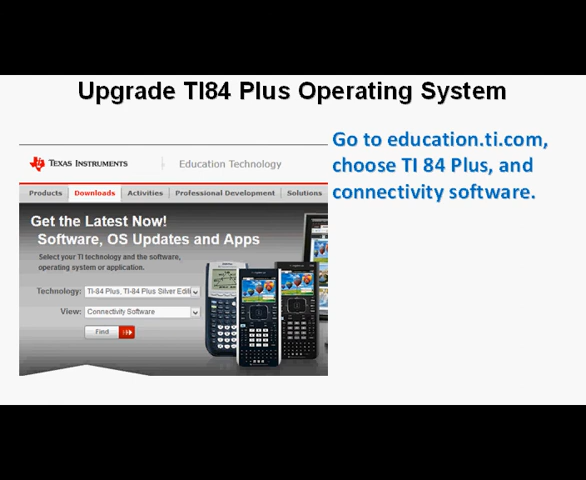 Upgrade TI84 Plus Operating System
Go to education.ti.com,
choose TI 84 Plus, and
connectivity software.
TEXAS INSTRUMENTS
Education Technology
Products Downloads Activities Professional Development Solutions
Get the Latest Now!
Software, OS Updates and Apps
Select your TI technology and the software,
operating system or application.
Technology: TI-84 Plus, TI-84 Plus Silver Editi
View: Connectivity Software
Find